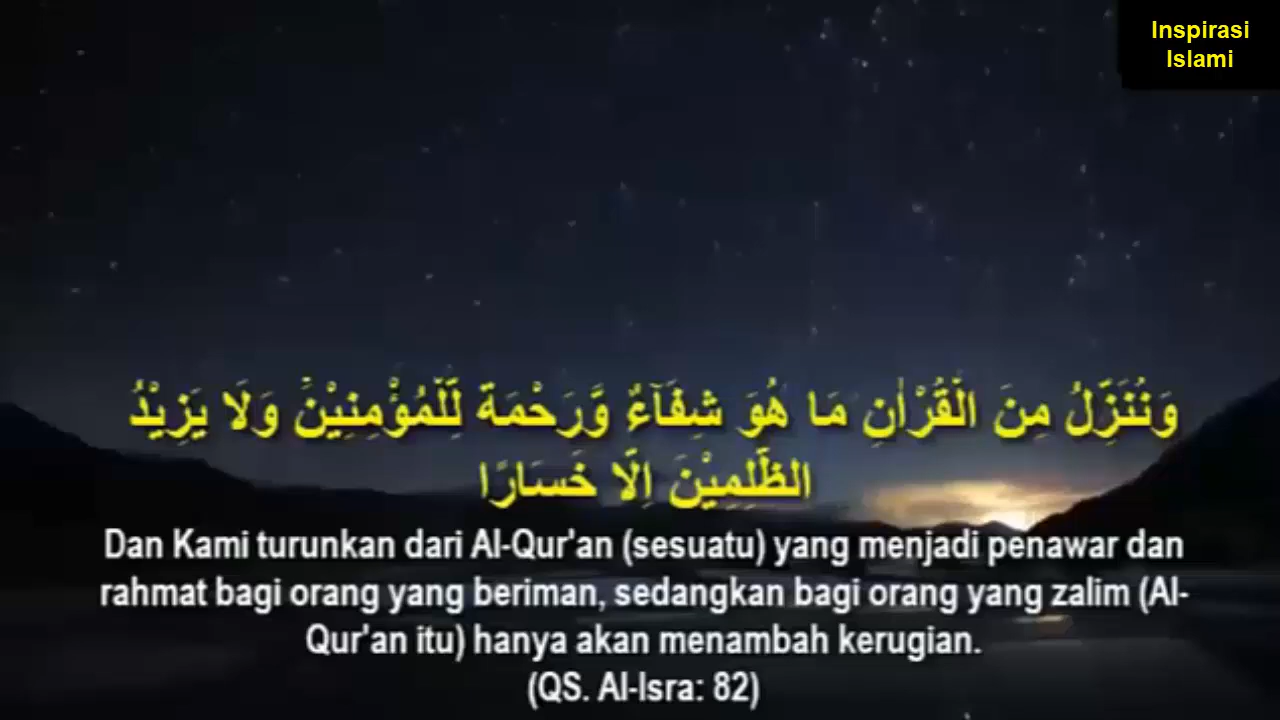 Inspirasi
Islami
وَنُنَزِّلُ مِنَ الْقُرْاٰنِ مَا هُوَ شِفَاۤءٌ وَّرَحْمَةٌ لِّلْمُؤْمِنِيْنَۙ وَلَا يَزِيْدُ
الظّٰلِمِيْنَ اِلَّا خَسَارًا
Dan Kami turunkan dari Al-Qur'an (sesuatu) yang menjadi penawar dan
rahmat bagi orang yang beriman, sedangkan bagi orang yang zalim (Al-
Qur'an itu) hanya akan menambah kerugian.
(QS. Al-Isra: 82)